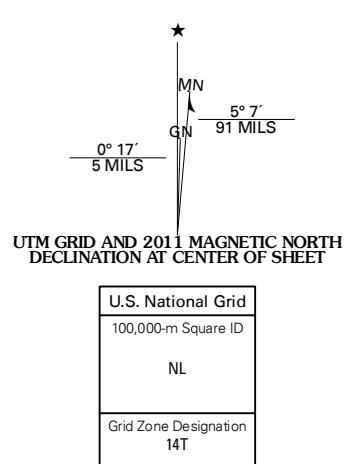 ★
MN
5° 7´
91 MILS
GN
0° 17´
5 MILS
UTM GRID AND 2011 MAGNETIC NORTH
DECLINATION AT CENTER OF SHEET
U.S. National Grid
100,000-m Square ID
NL
Grid Zone Designation
14T